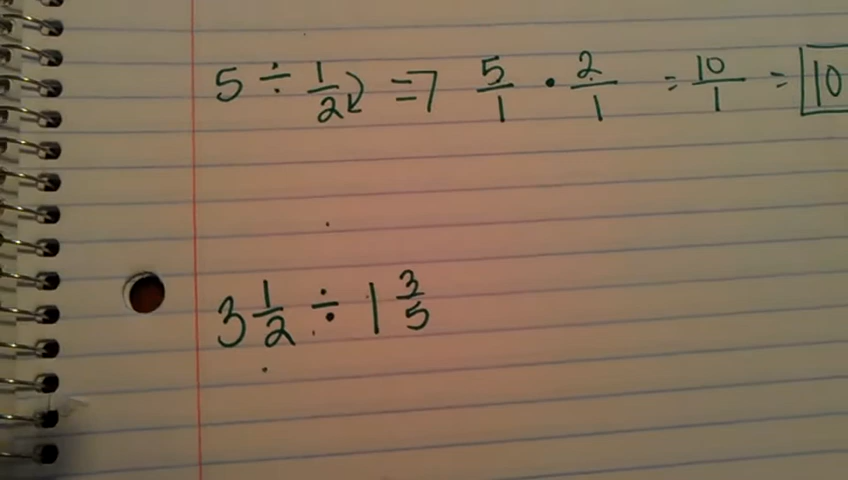 5 ÷ 1/2 => 5/1 · 2/1 = 10/1 = 10
3 1/2 ÷ 1 3/5